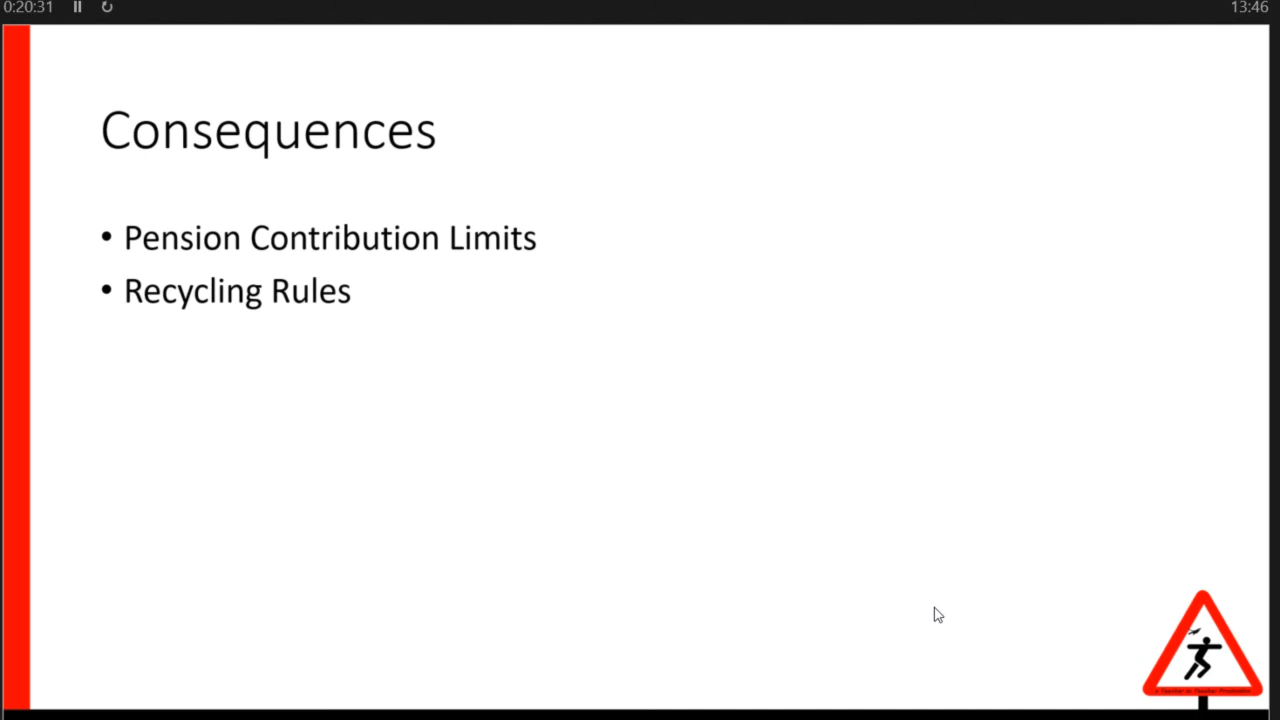 0:20:31
13:46
Consequences
• Pension Contribution Limits
• Recycling Rules